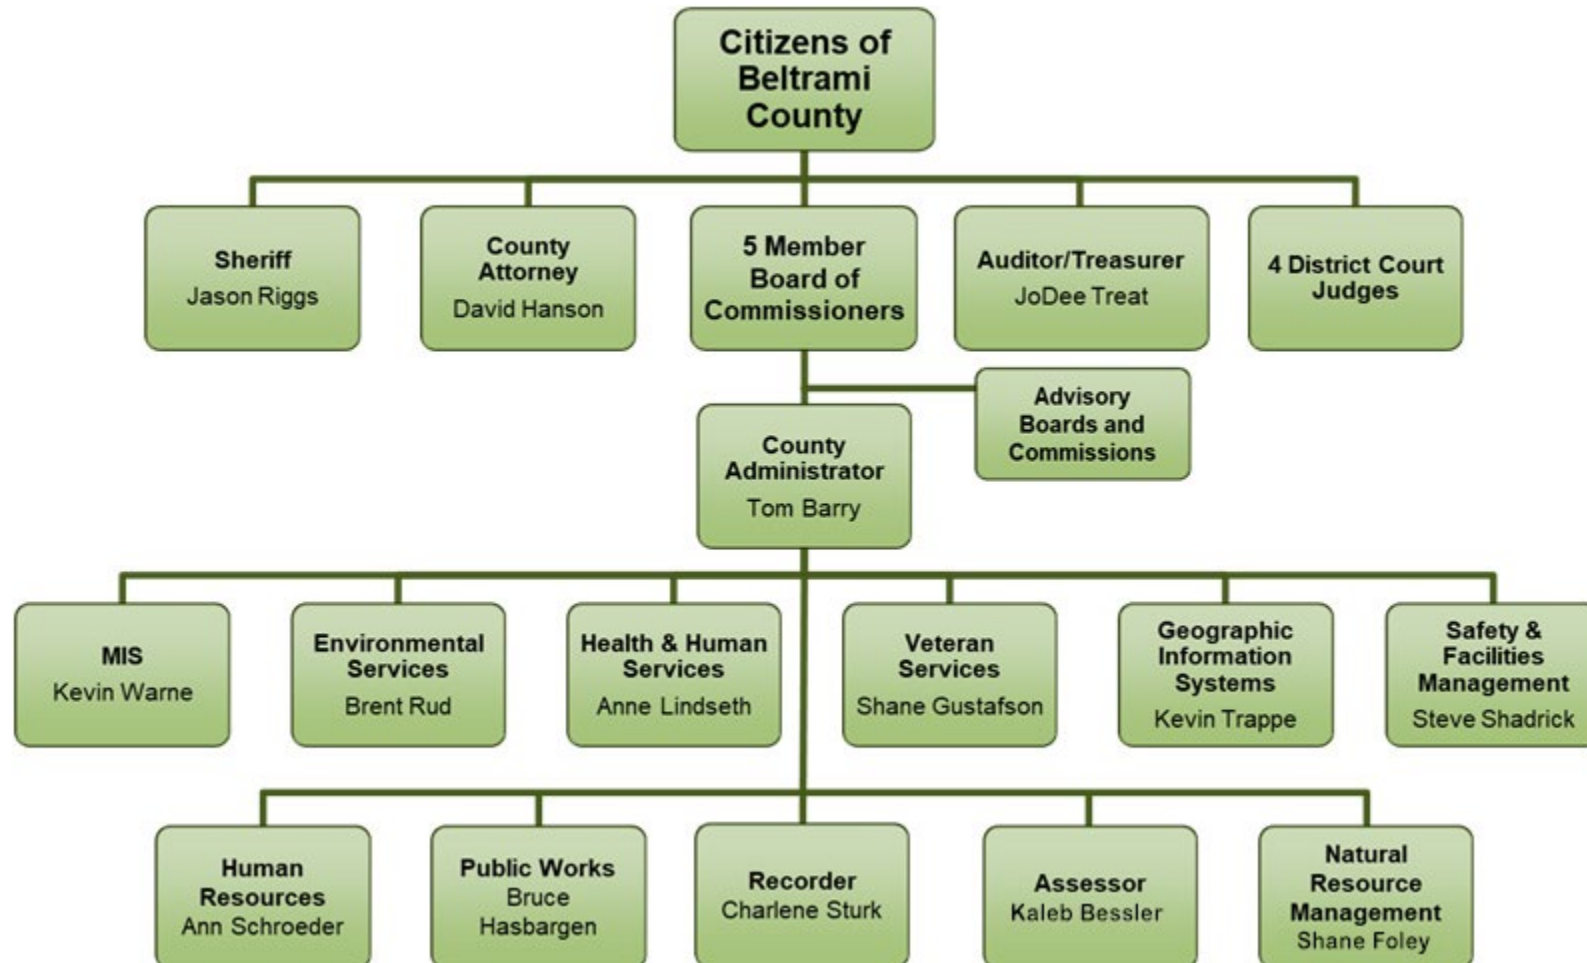 Citizens of
Beltrami
County
Sheriff
Jason Riggs
County
Attorney
David Hanson
5 Member
Board of
Commissioners
Auditor/Treasurer
JoDee Treat
4 District Court
Judges
Advisory
Boards and
Commissions
County
Administrator
Tom Barry
MIS
Kevin Warne
Environmental
Services
Brent Rud
Health & Human
Services
Anne Lindseth
Veteran
Services
Shane Gustafson
Geographic
Information
Systems
Kevin Trappe
Safety &
Facilities
Management
Steve Shadrick
Human
Resources
Ann Schroeder
Public Works
Bruce
Hasbargen
Recorder
Charlene Sturk
Assessor
Kaleb Bessler
Natural
Resource
Management
Shane Foley